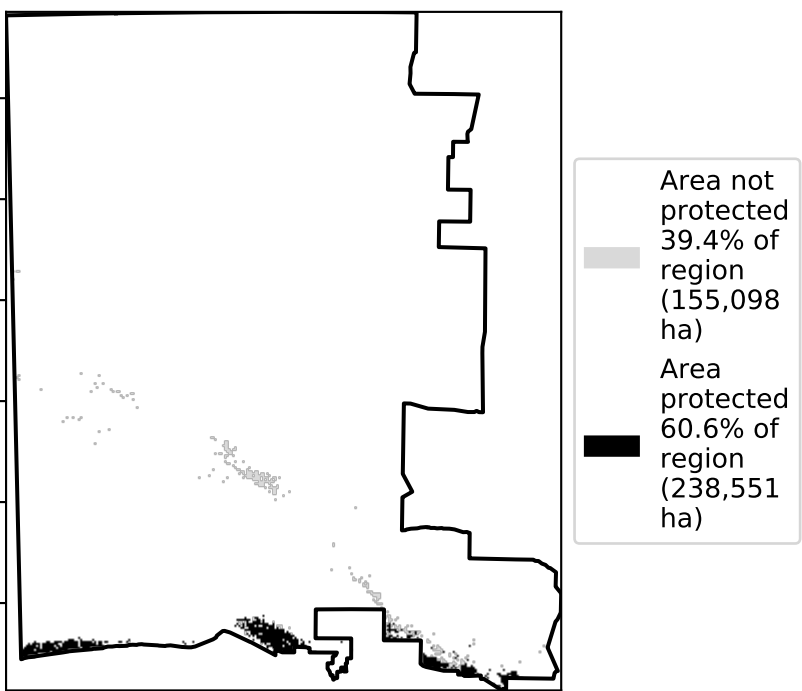 Area not
protected
39.4% of
region
(155,098
ha)
Area
protected
60.6% of
region
(238,551
ha)